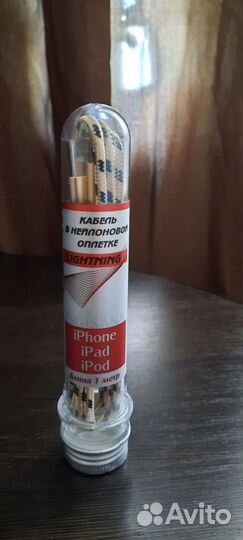 КАБЕЛЬ
В НЕЙЛОНОВОЙ
ОПЛЕТКЕ
LIGHTNING
iPhone
iPad
iPod
Длина 1 метр
Avito